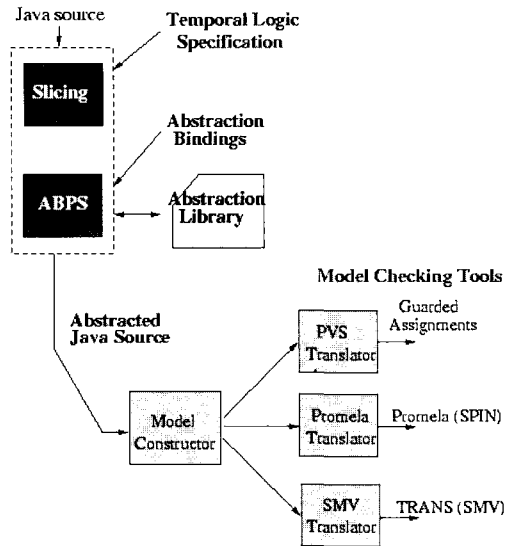 Java source
Temporal Logic
Specification
Slicing
Abstraction
Bindings
ABPS
Abstraction
Library
Model Checking Tools
Guarded
Assignments
Abstracted
Java Source
PVS
Translator
Model
Constructor
Promela
Translator
Promela (SPIN)
SMV
Translator
TRANS (SMV)